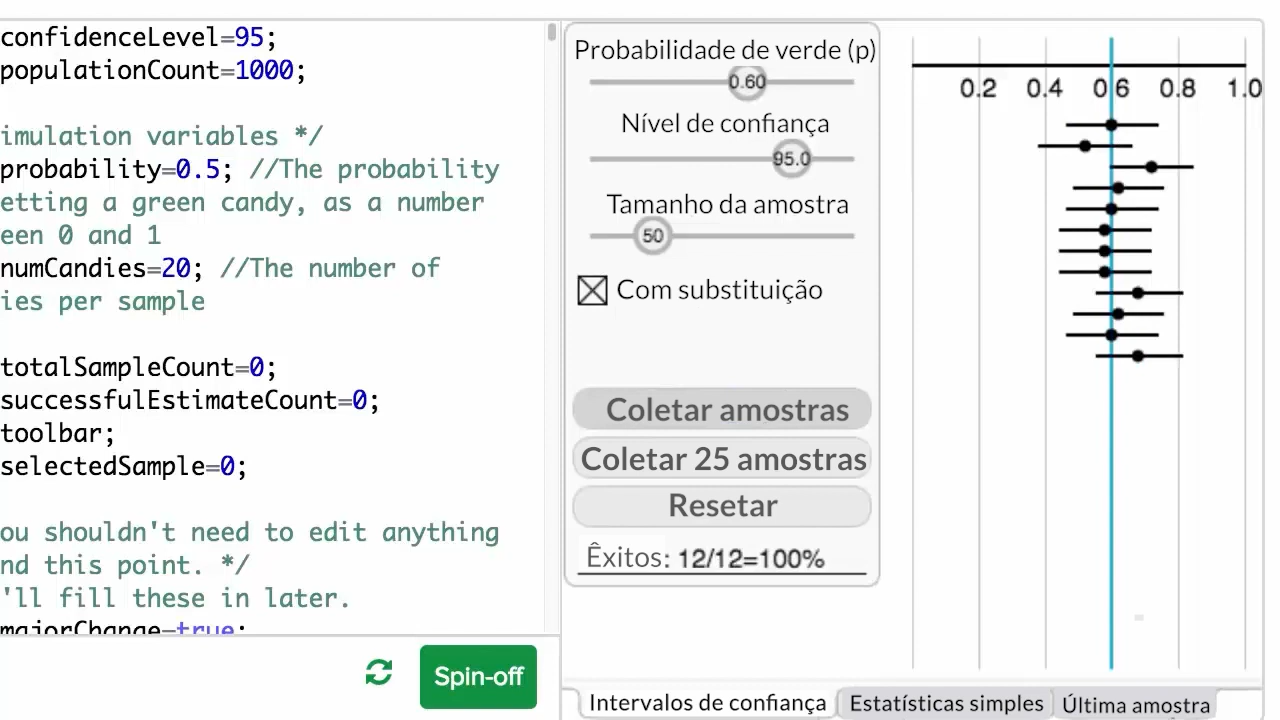 confidenceLevel=95;
populationCount=1000;
imulation variables */
probability=0.5; //The probability
etting a green candy, as a number
een 0 and 1
numCandies=20; //The number of
ies per sample
totalSampleCount=0;
successfulEstimateCount=0;
toolbar;
selectedSample=0;
ou shouldn't need to edit anything
nd this point. */
'll fill these in later.
majorChange=true;
Spin-off
Probabilidade de verde (p)
0.60
Nível de confiança
95.0
Tamanho da amostra
50
Com substituição
Coletar amostras
Coletar 25 amostras
Resetar
Êxitos: 12/12=100%
0.2 0.4 0.6 0.8 1.0
Intervalos de confiança
Estatísticas simples
Última amostra